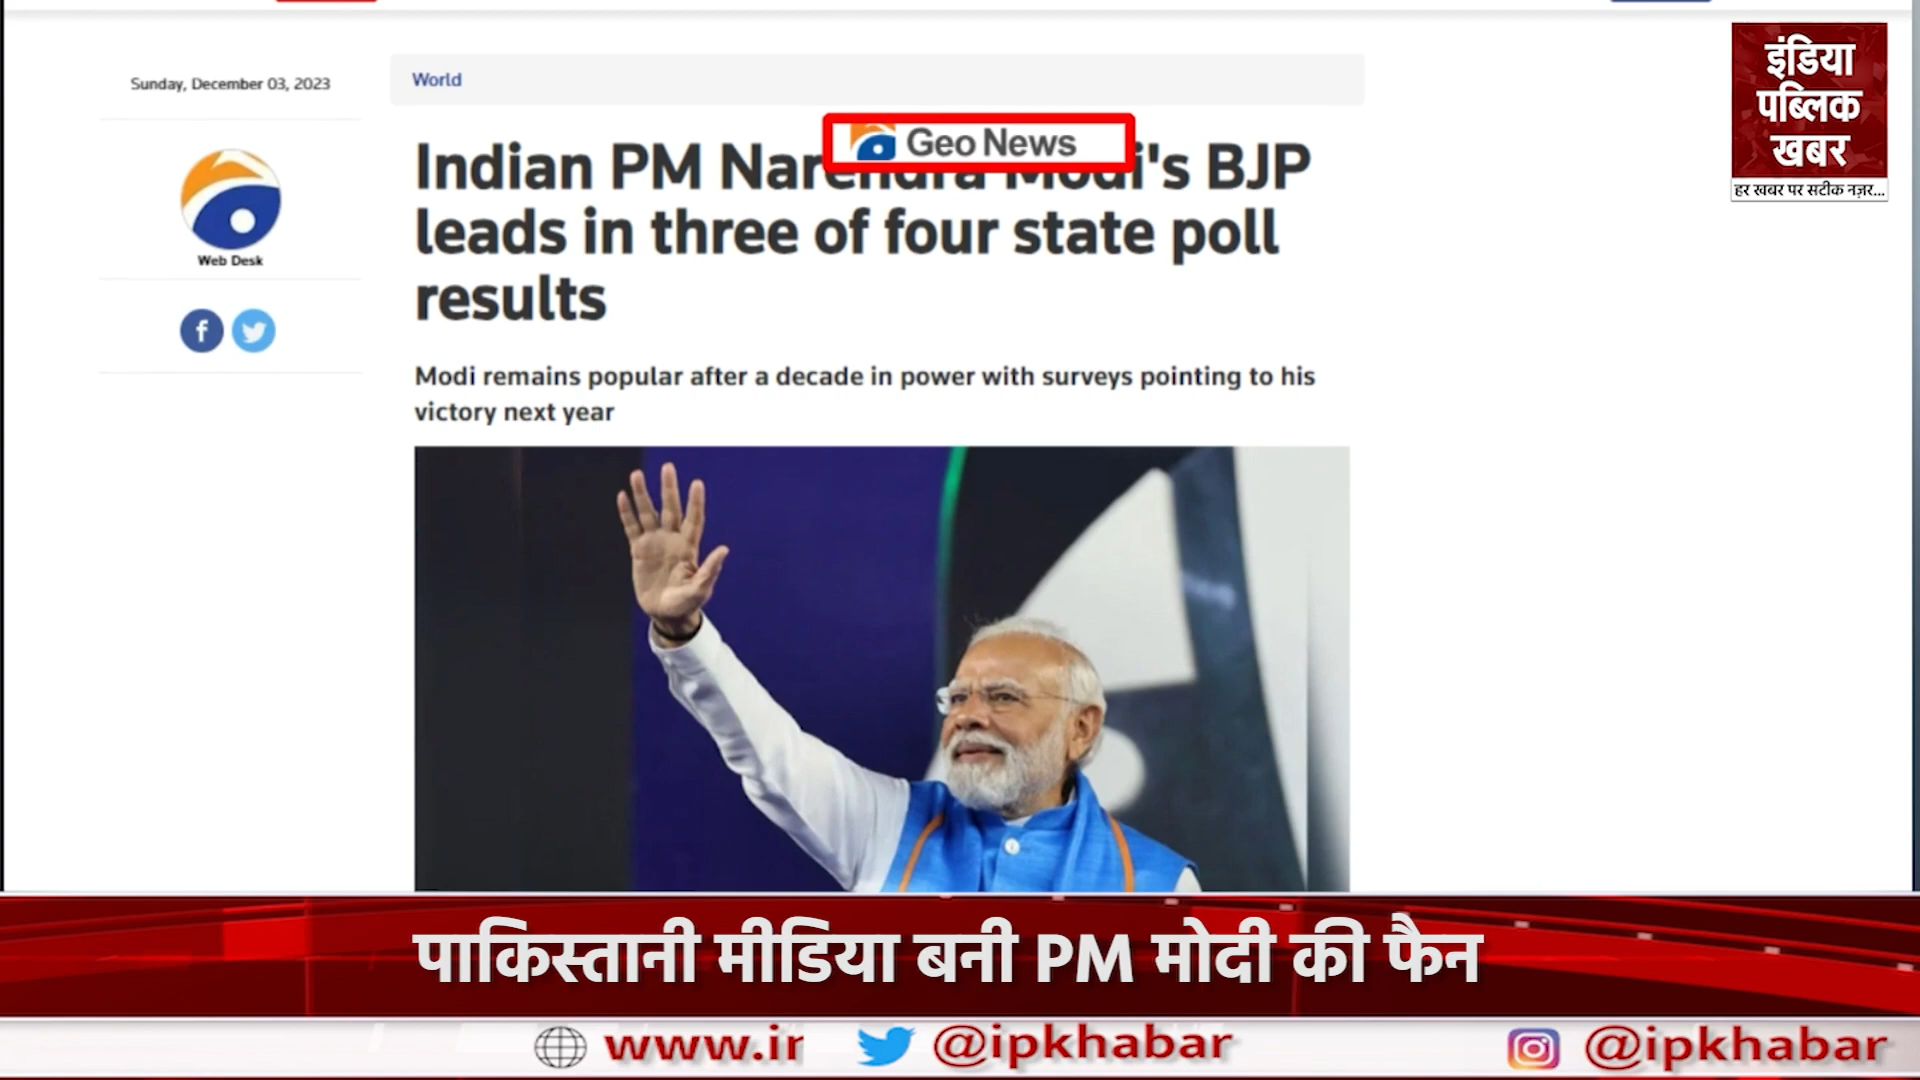 Sunday, December 03, 2023
World
इंडिया
पब्लिक
खबर
हर खबर पर सटीक नज़र...
Geo News
Indian PM Narendra Modi's BJP
leads in three of four state poll
results
Web Desk
Modi remains popular after a decade in power with surveys pointing to his
victory next year
पाकिस्तानी मीडिया बनी PM मोदी की फैन
www.ir
@ipkhabar
@ipkhabar